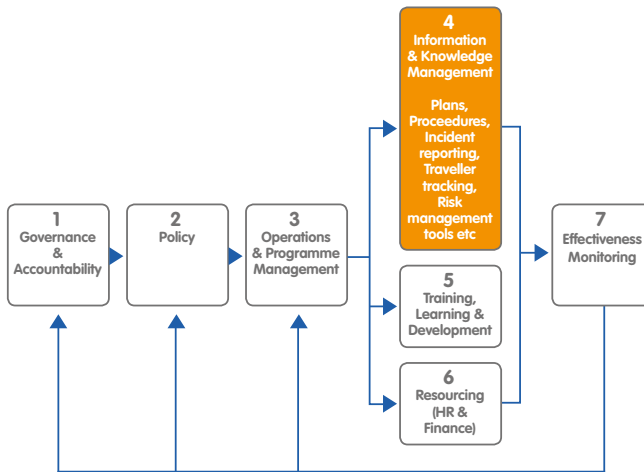 1
Governance
&
Accountability
2
Policy
3
Operations
& Programme
Management
4
Information
& Knowledge
Management
Plans,
Proceedures,
Incident
reporting,
Traveller
tracking,
Risk
management
tools etc
5
Training,
Learning &
Development
6
Resourcing
(HR &
Finance)
7
Effectiveness
Monitoring